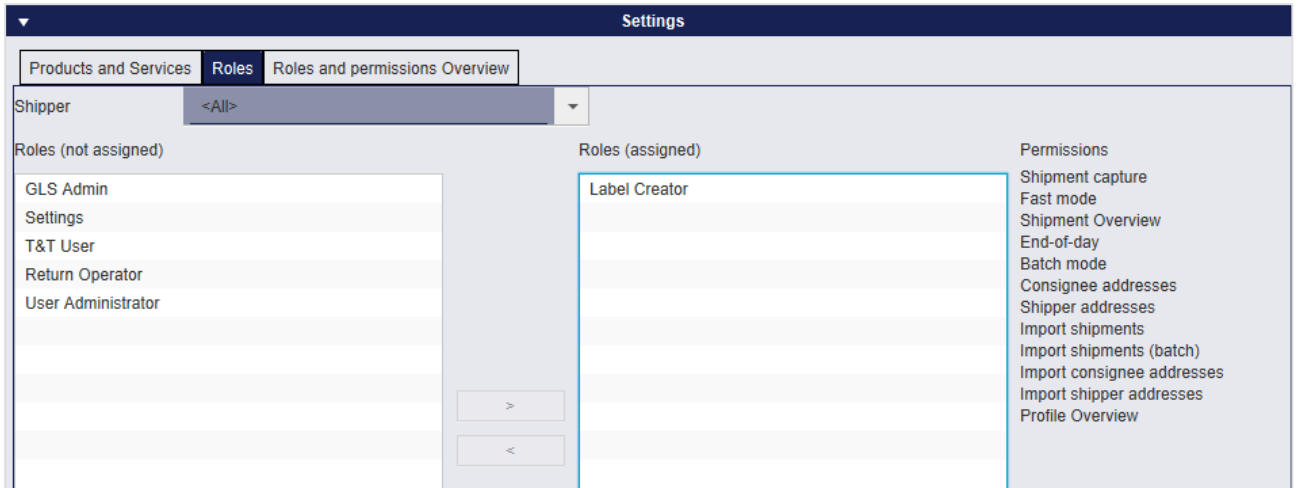 Settings
Products and Services Roles Roles and permissions Overview
Shipper <All>
Roles (not assigned) Roles (assigned) Permissions
GLS Admin
Settings
T&T User
Return Operator
User Administrator
>
<
Label Creator
Shipment capture
Fast mode
Shipment Overview
End-of-day
Batch mode
Consignee addresses
Shipper addresses
Import shipments
Import shipments (batch)
Import consignee addresses
Import shipper addresses
Profile Overview